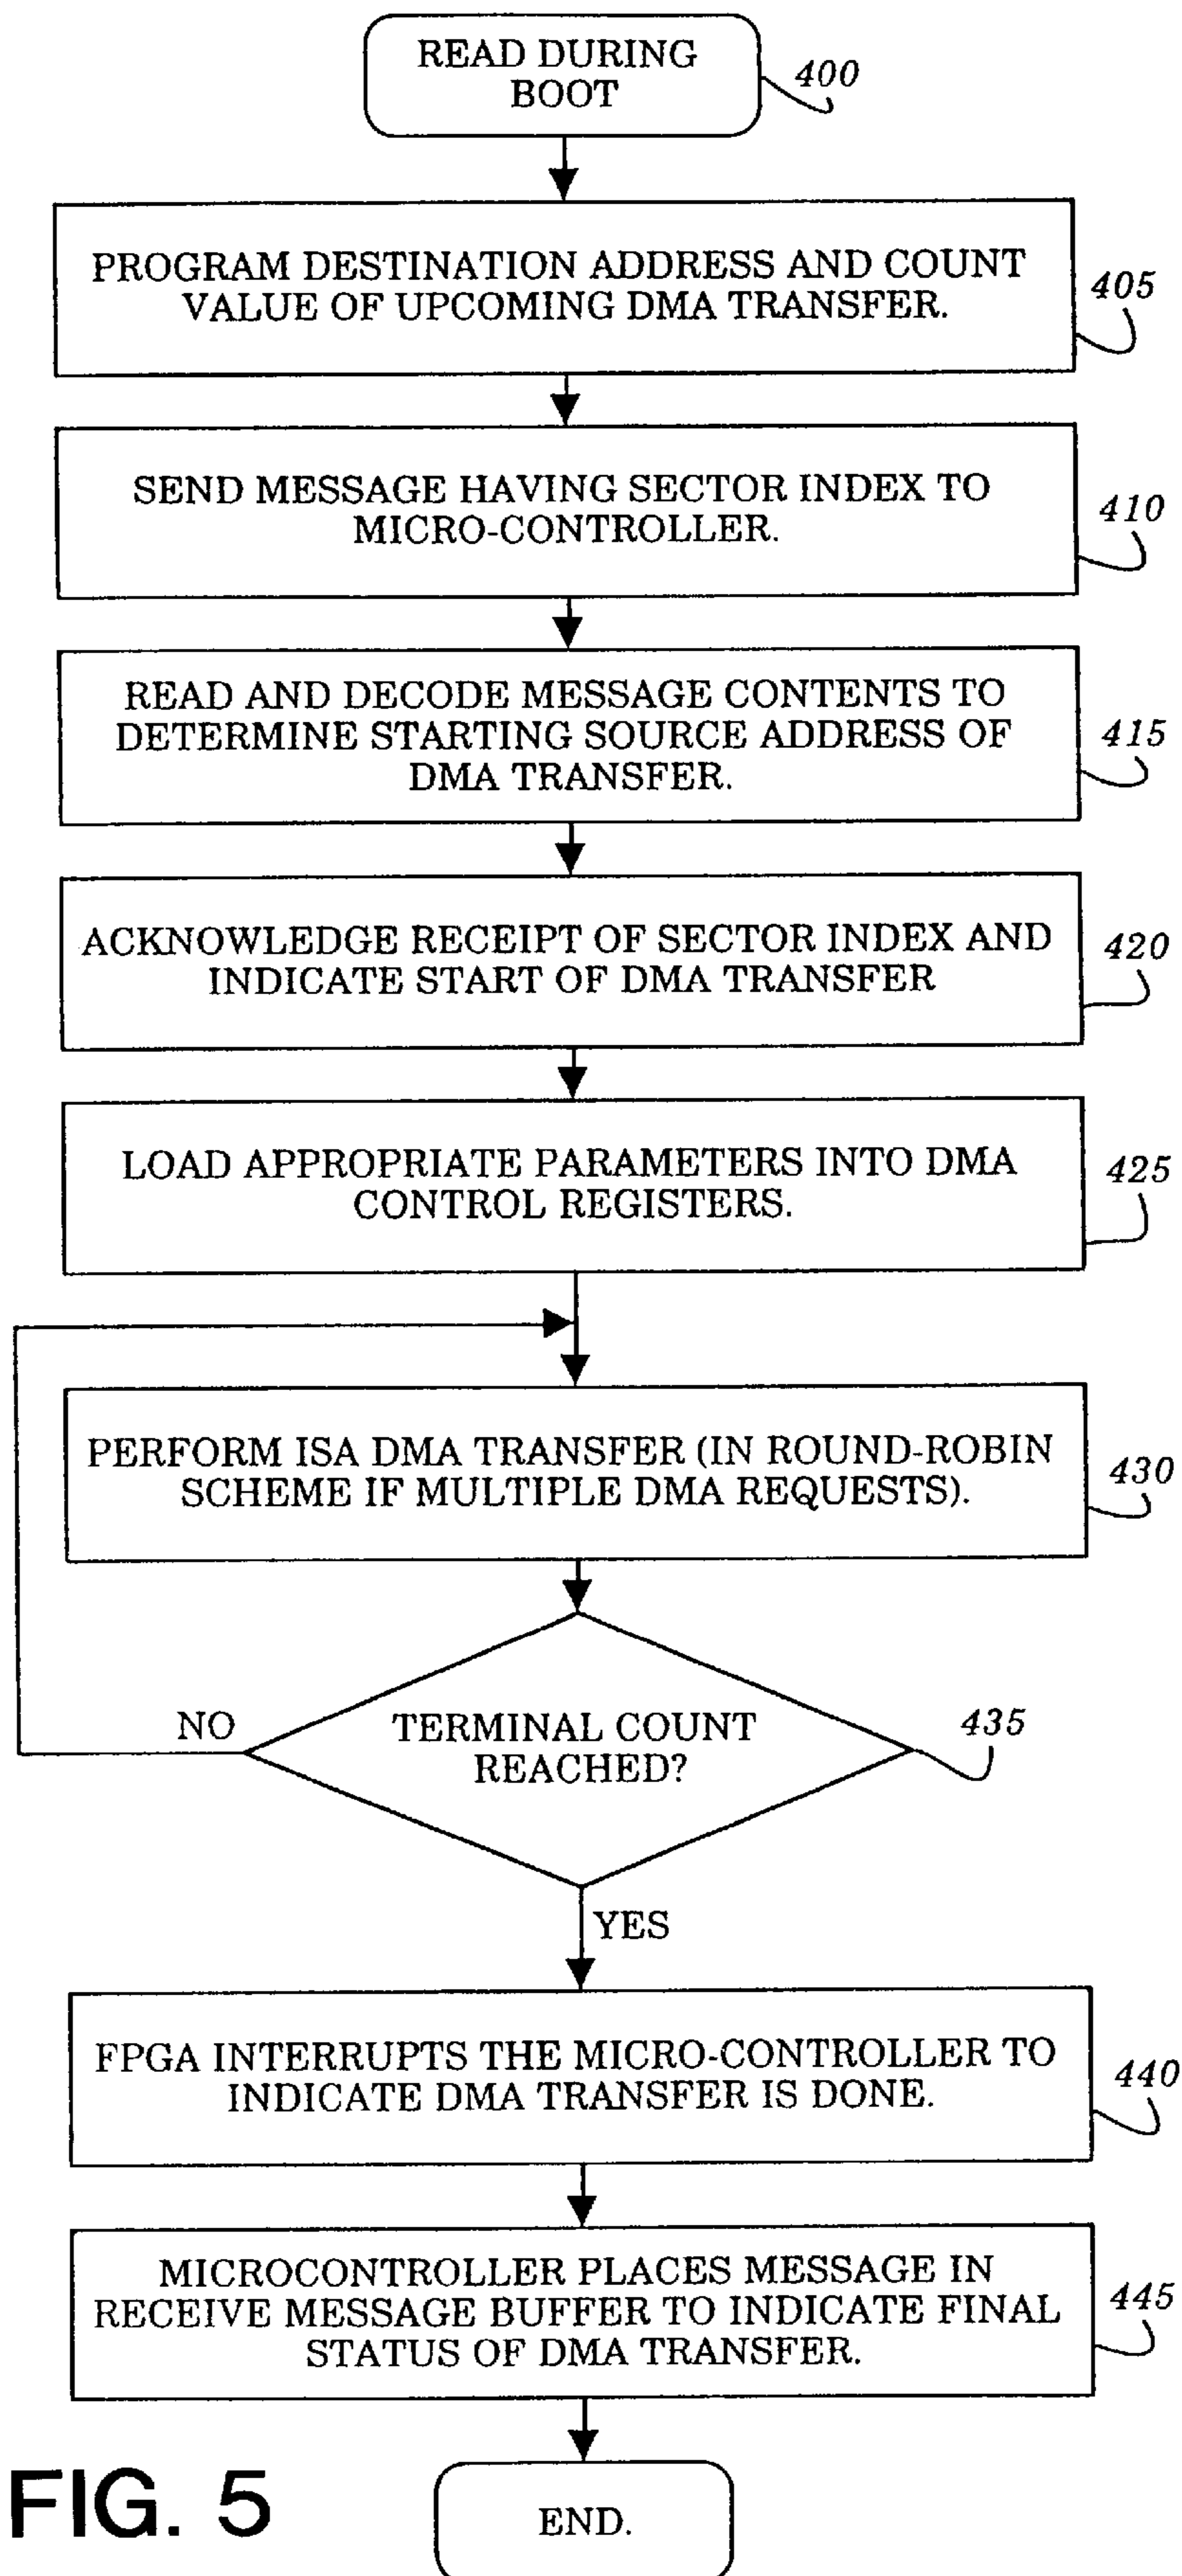 READ DURING
BOOT
400
PROGRAM DESTINATION ADDRESS AND COUNT
VALUE OF UPCOMING DMA TRANSFER.
405
SEND MESSAGE HAVING SECTOR INDEX TO
MICRO-CONTROLLER.
410
READ AND DECODE MESSAGE CONTENTS TO
DETERMINE STARTING SOURCE ADDRESS OF
DMA TRANSFER.
415
ACKNOWLEDGE RECEIPT OF SECTOR INDEX AND
INDICATE START OF DMA TRANSFER
420
LOAD APPROPRIATE PARAMETERS INTO DMA
CONTROL REGISTERS.
425
PERFORM ISA DMA TRANSFER (IN ROUND-ROBIN
SCHEME IF MULTIPLE DMA REQUESTS).
430
NO
TERMINAL COUNT
REACHED?
435
YES
FPGA INTERRUPTS THE MICRO-CONTROLLER TO
INDICATE DMA TRANSFER IS DONE.
440
MICROCONTROLLER PLACES MESSAGE IN
RECEIVE MESSAGE BUFFER TO INDICATE FINAL
STATUS OF DMA TRANSFER.
445
END.
FIG. 5